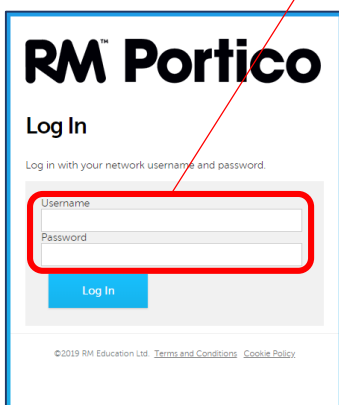 RM™ Portico
Log In
Log in with your network username and password.
Username
Password
Log In
©2019 RM Education Ltd. Terms and Conditions Cookie Policy